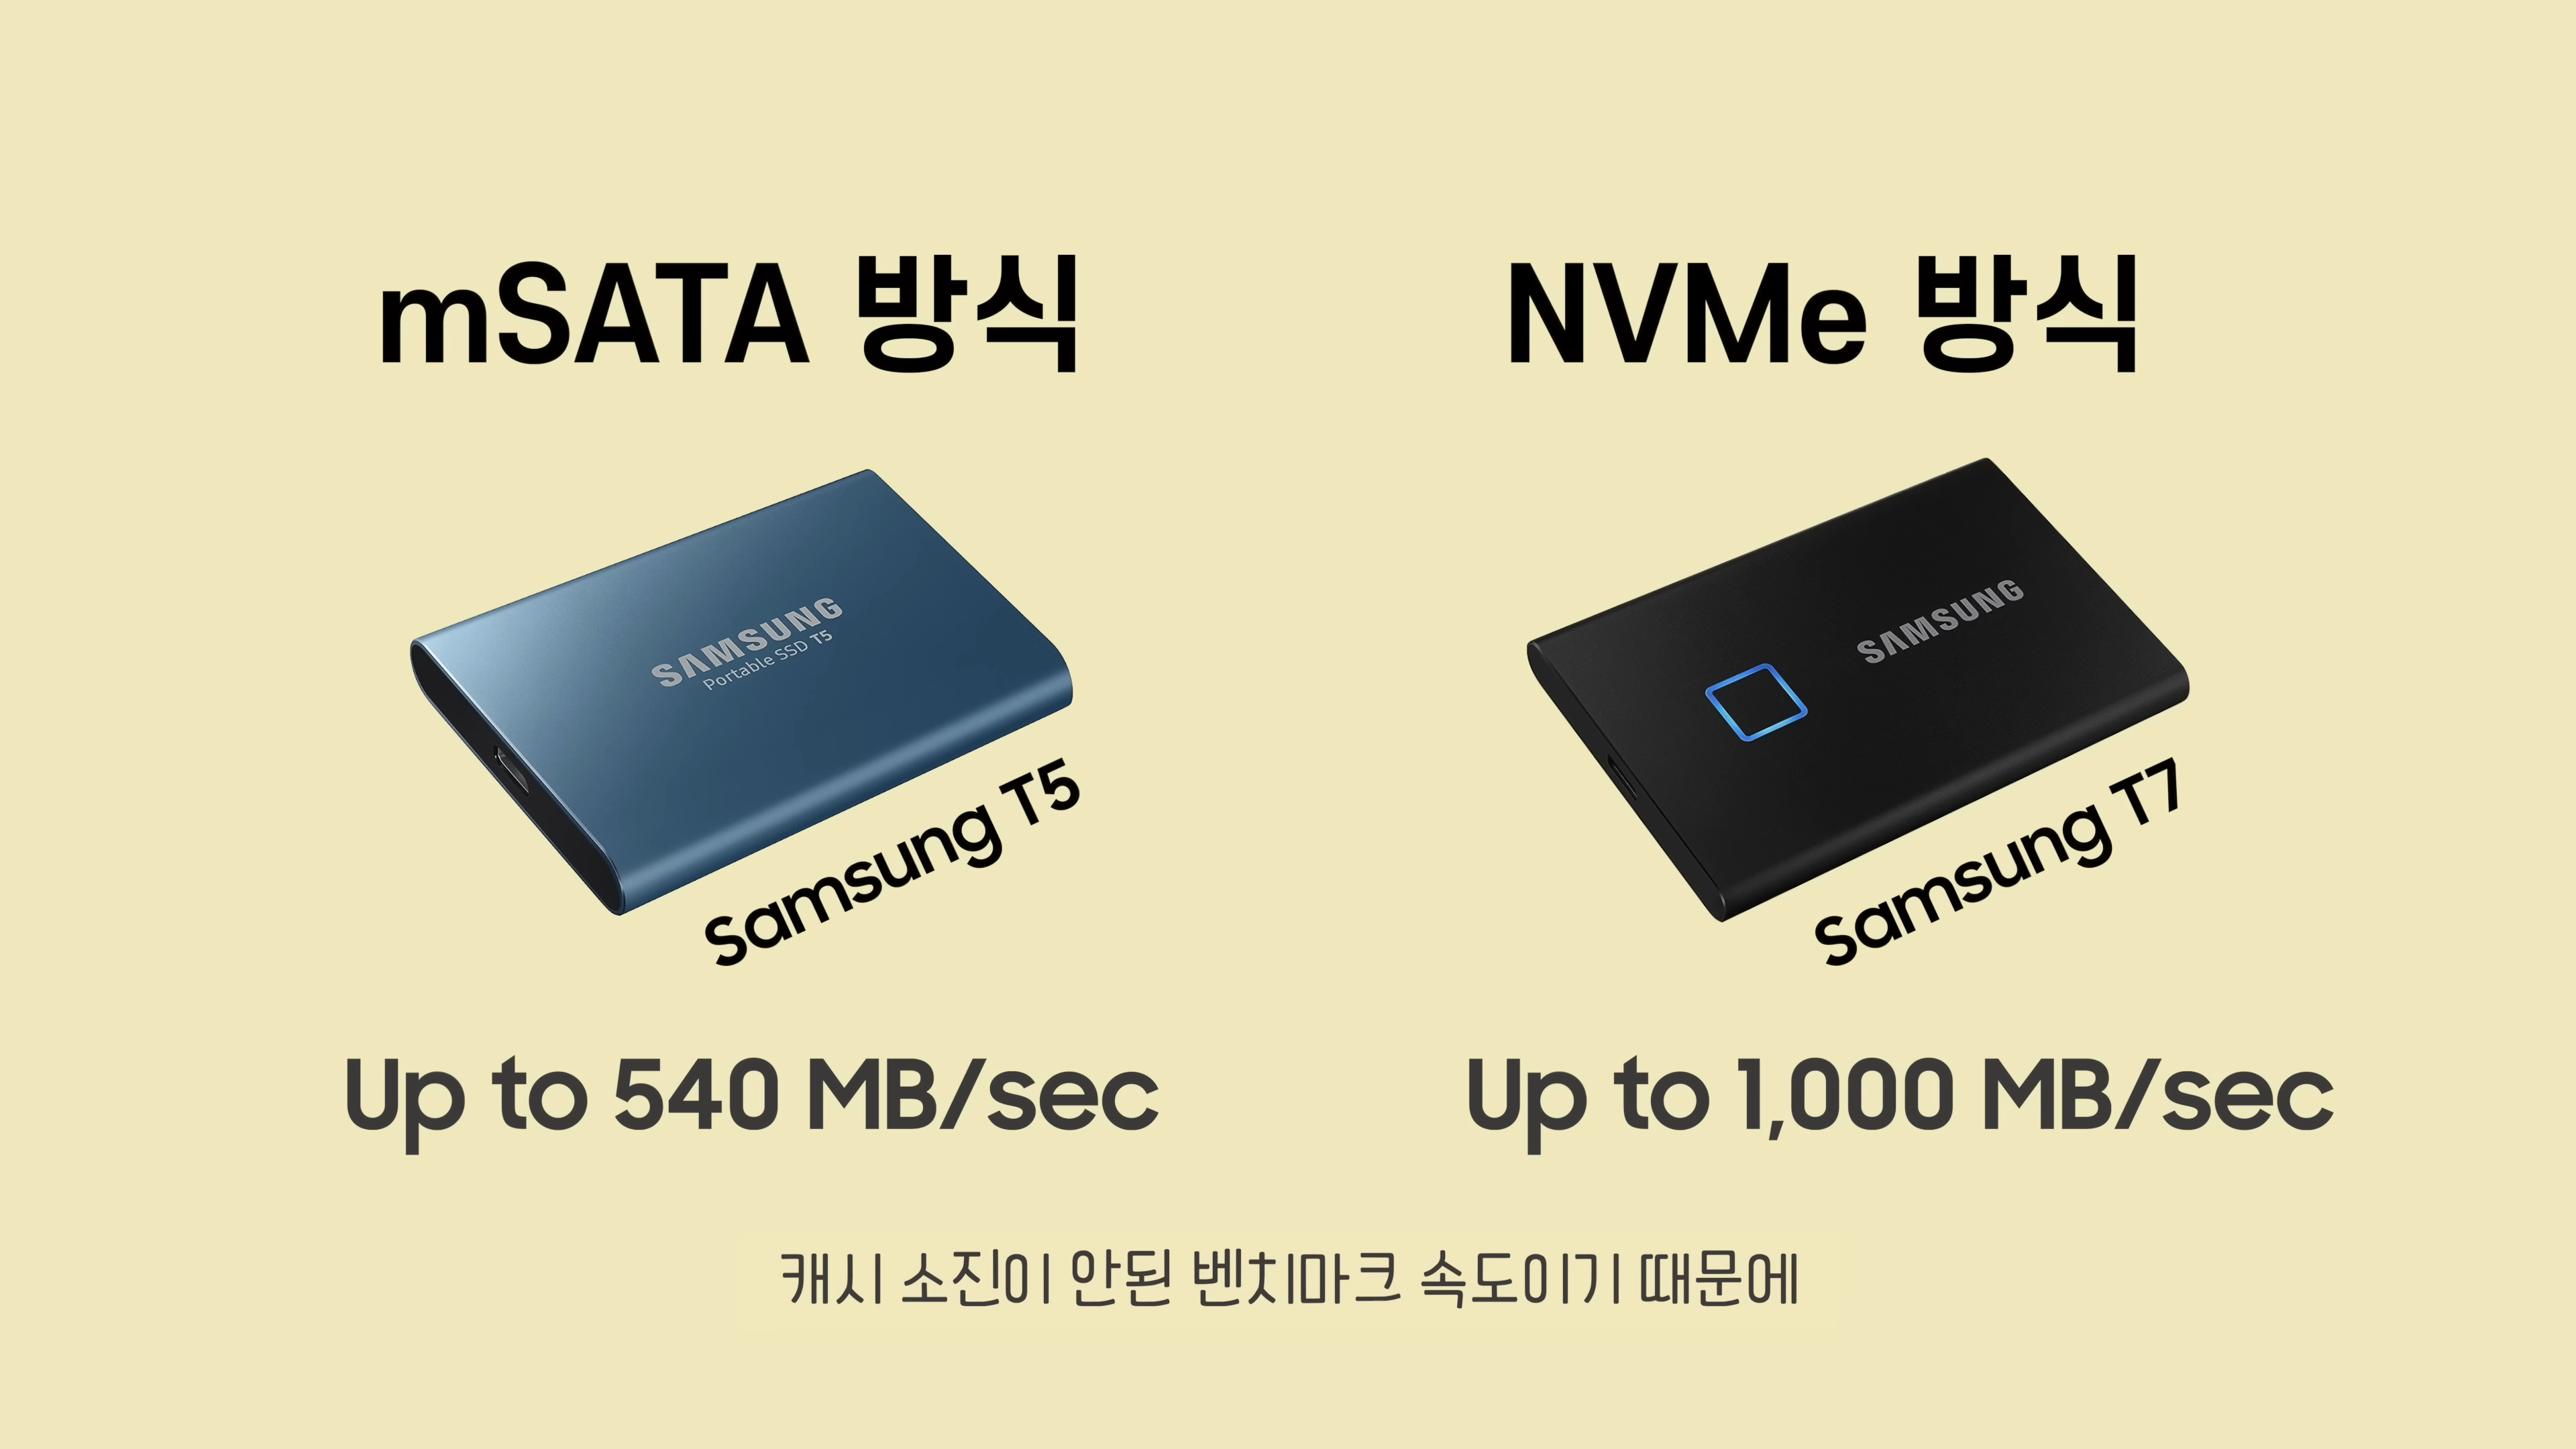 mSATA 방식
SAMSUNG
Portable SSD T5
Samsung T5
Up to 540 MB/sec
NVMe 방식
SAMSUNG
Samsung T7
Up to 1,000 MB/sec
캐시 소진이 안된 벤치마크 속도이기 때문에